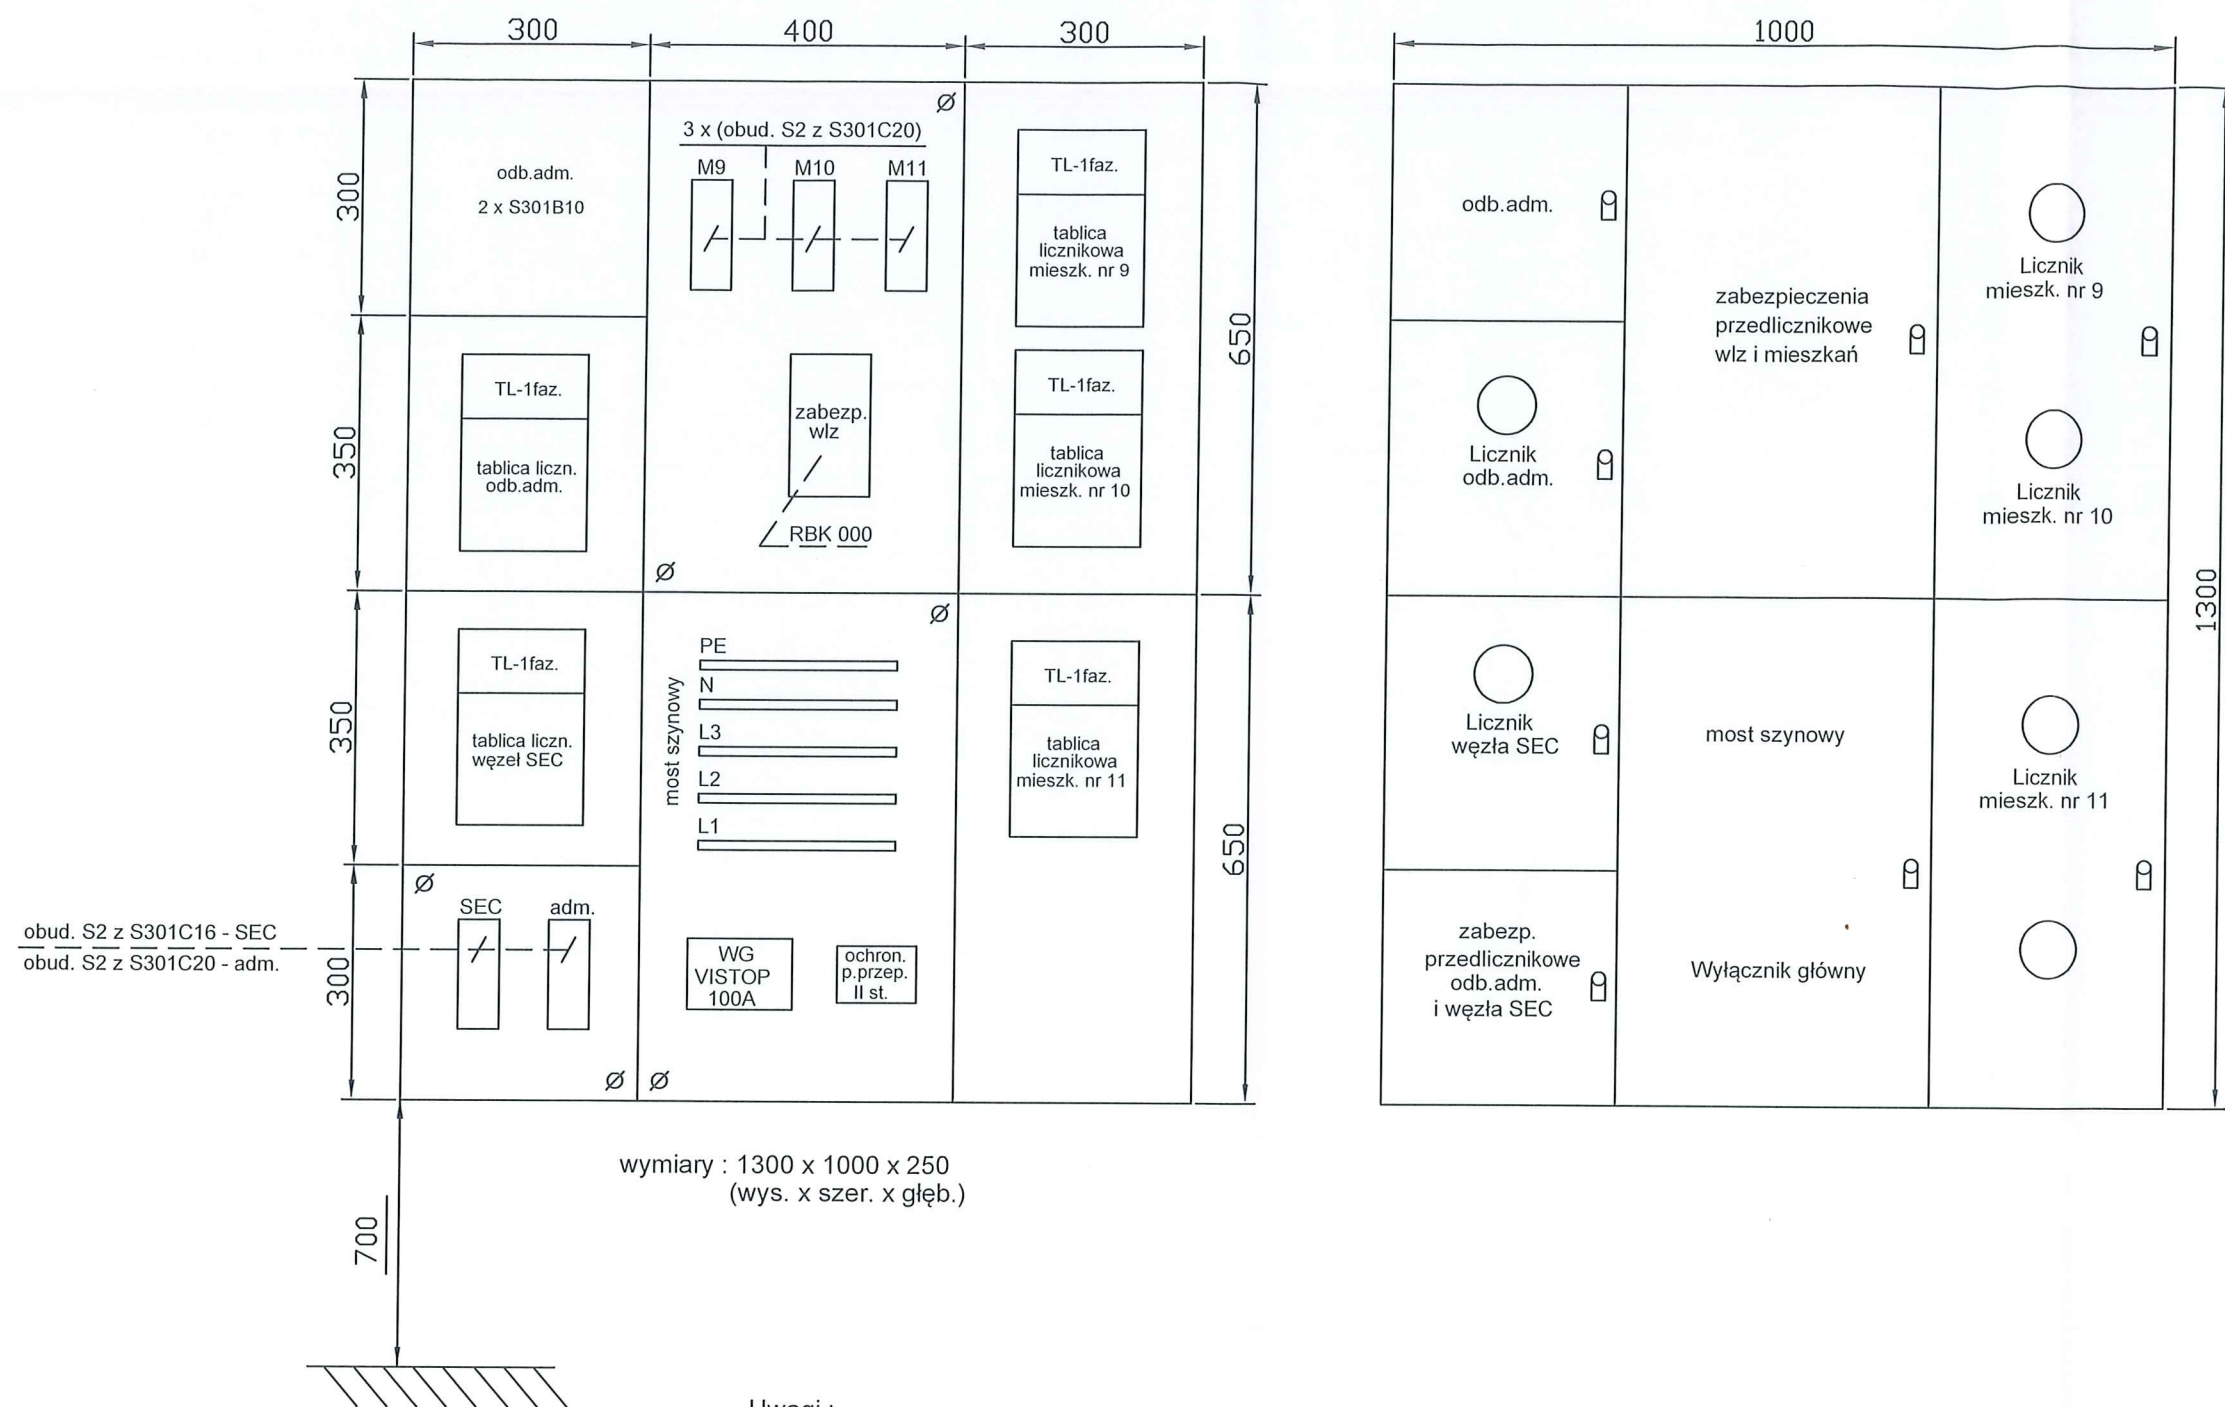 300
400
300
1000
300
350
350
300
650
650
1300
700
odb.adm.
2 x S301B10
3 x (obud. S2 z S301C20)
M9
M10
M11
TL-1faz.
tablica
licznikowa
mieszk. nr 9
TL-1faz.
tablica liczn.
odb.adm.
zabezp.
wlz
RBK 000
TL-1faz.
tablica
licznikowa
mieszk. nr 10
TL-1faz.
tablica liczn.
węzeł SEC
most szynowy
PE
N
L3
L2
L1
TL-1faz.
tablica
licznikowa
mieszk. nr 11
obud. S2 z S301C16 - SEC
obud. S2 z S301C20 - adm.
SEC
adm.
WG
VISTOP
100A
ochron.
p.przep.
II st.
wymiary : 1300 x 1000 x 250
(wys. x szer. x głęb.)
odb.adm.
zabezpieczenia
przedlicznikowe
wlz i mieszkań
Licznik
mieszk. nr 9
Licznik
odb.adm.
Licznik
mieszk. nr 10
Licznik
węzła SEC
most szynowy
Licznik
mieszk. nr 11
zabezp.
przedlicznikowe
odb.adm.
i węzła SEC
Wyłącznik główny
Uwagi :